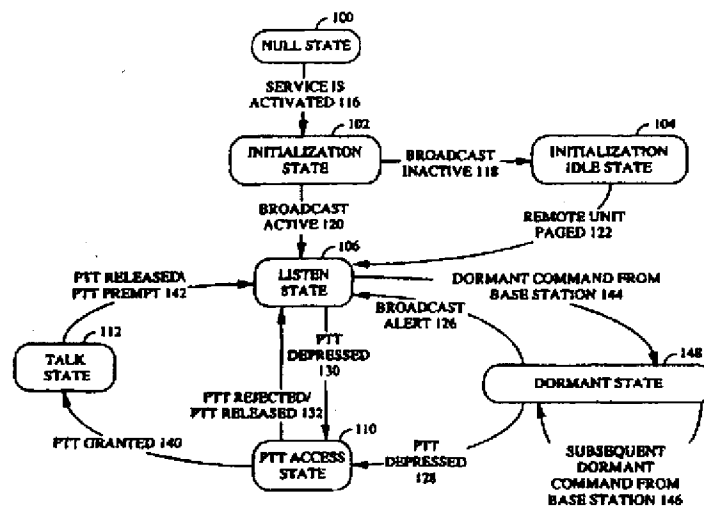 100
NULL STATE
SERVICE IS
ACTIVATED 116
102
INITIALIZATION
STATE
BROADCAST
INACTIVE 118
104
INITIALIZATION
IDLE STATE
BROADCAST
ACTIVE 120
REMOTE UNIT
PAGED 122
106
LISTEN
STATE
PTT RELEASED/
PTT PREMPT 142
DORMANT COMMAND FROM
BASE STATION 144
BROADCAST
ALERT 126
112
TALK
STATE
PTT
DEPRESSED
130
148
DORMANT STATE
PTT REJECTED/
PTT RELEASED 132
PTT GRANTED 140
110
PTT ACCESS
STATE
PTT
DEPRESSED
128
SUBSEQUENT
DORMANT
COMMAND FROM
BASE STATION 146